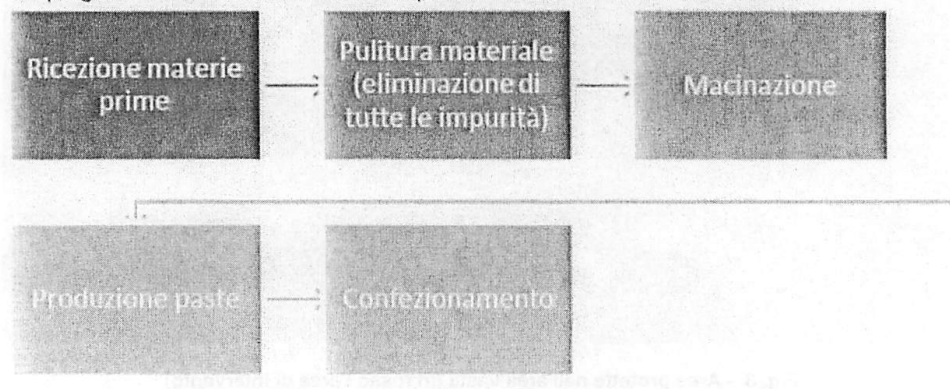 Ricezione materie
prime
Pulitura materiale
(eliminazione di
tutte le impurità)
Macinazione
Produzione paste
Confezionamento